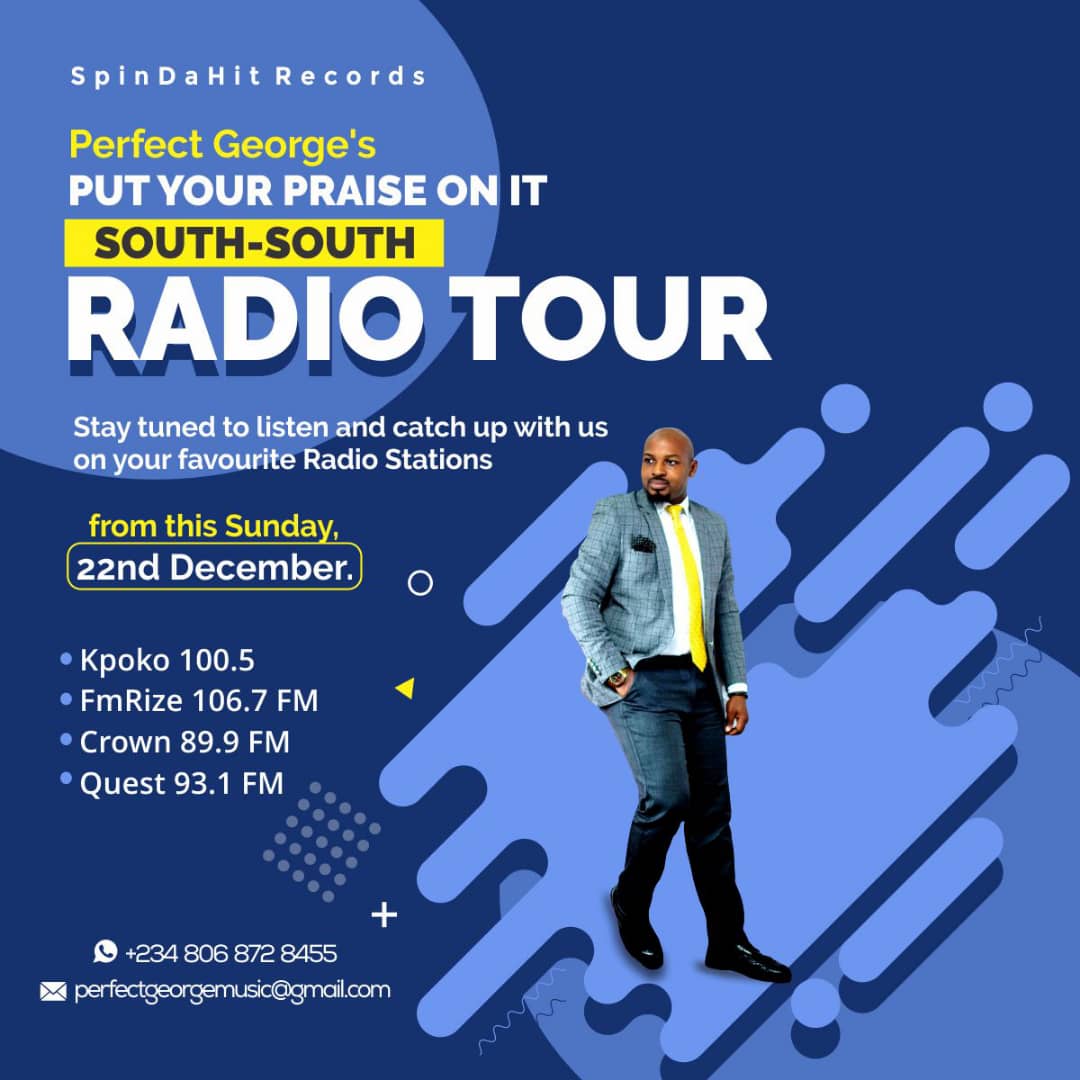 SpinDaHit Records
Perfect George's
PUT YOUR PRAISE ON IT
SOUTH-SOUTH
RADIO TOUR
Stay tuned to listen and catch up with us
on your favourite Radio Stations
from this Sunday,
22nd December.
• Kpoko 100.5
• FmRize 106.7 FM
• Crown 89.9 FM
• Quest 93.1 FM
+234 806 872 8455
perfectgeorgemusic@gmail.com